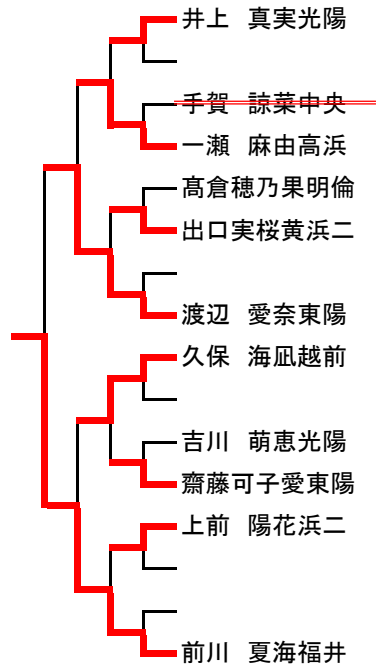 井上 真実光陽
手賀 諒菜中央
一瀬 麻由高浜
髙倉穂乃果明倫
出口実桜黄浜二
渡辺 愛奈東陽
久保 海凪越前
吉川 萌恵光陽
齋藤可子愛東陽
上前 陽花浜二
前川 夏海福井